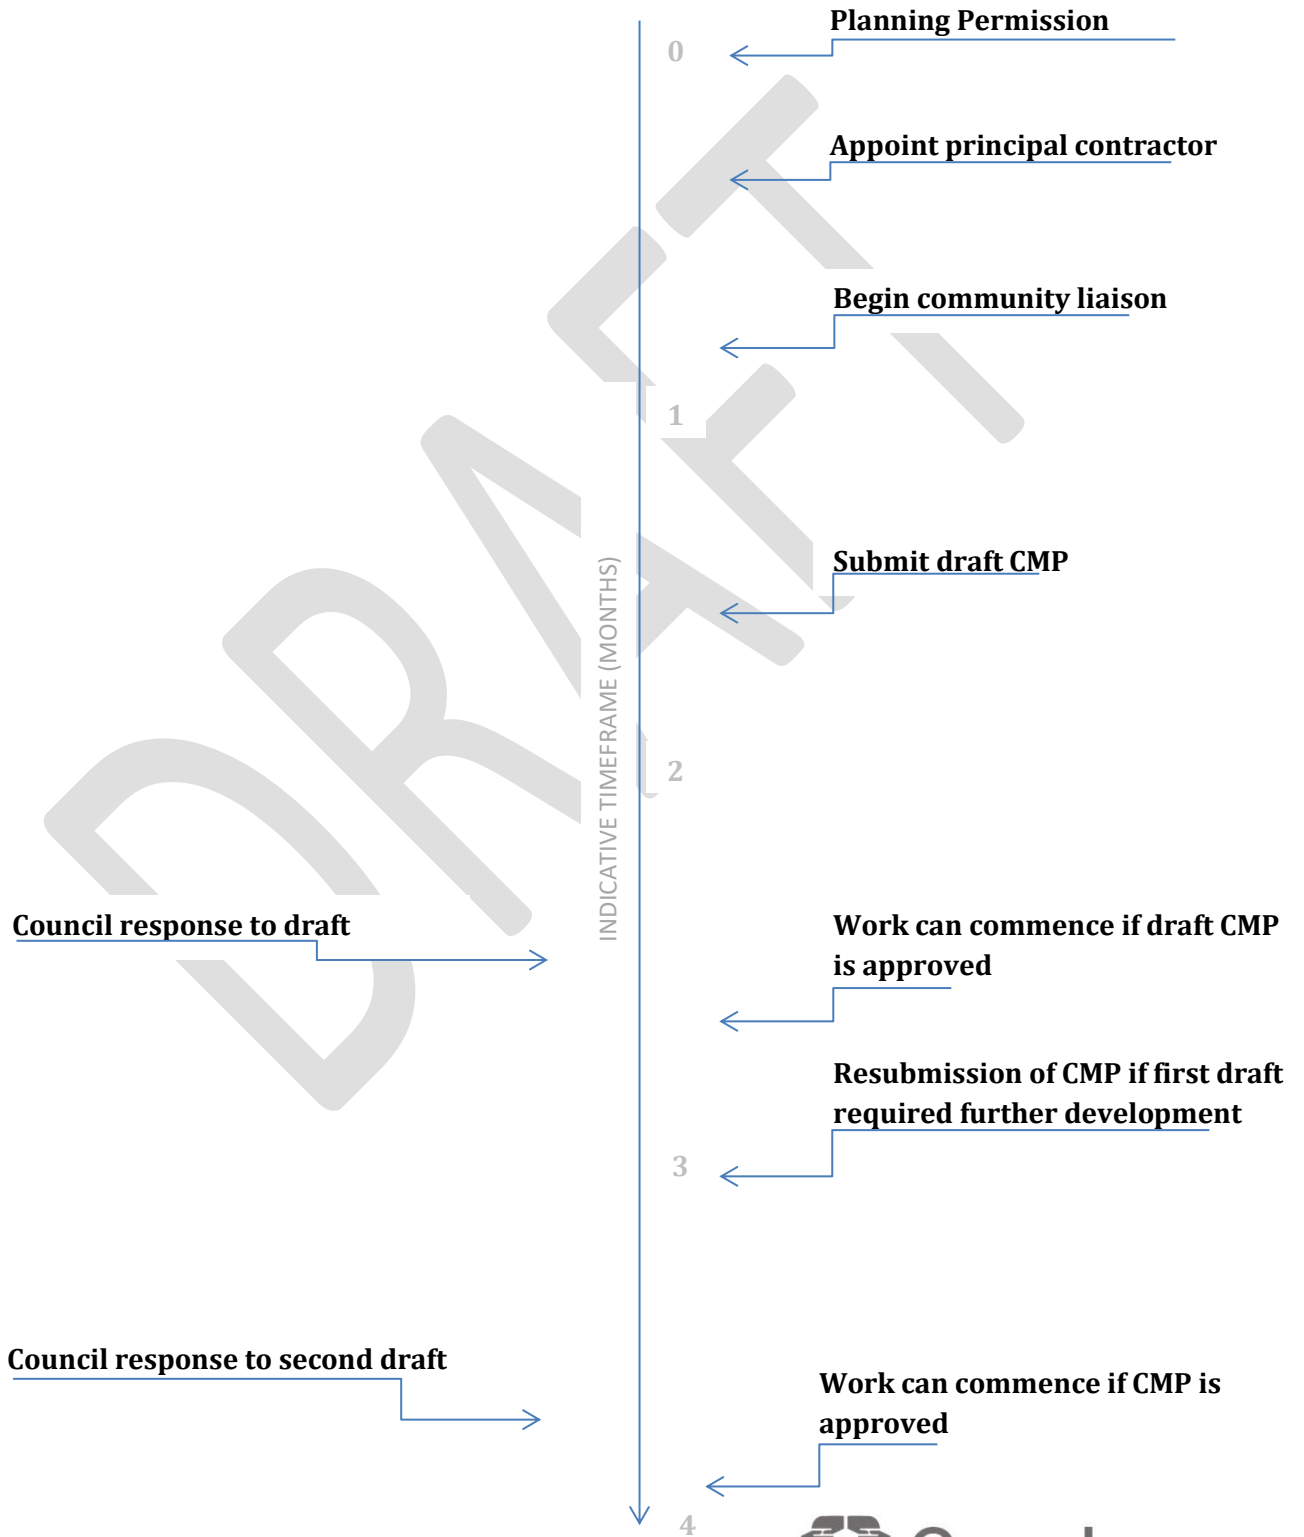 Planning Permission
0
Appoint principal contractor
Begin community liaison
1
Submit draft CMP
INDICATIVE TIMEFRAME (MONTHS)
2
Council response to draft
Work can commence if draft CMP
is approved
Resubmission of CMP if first draft
required further development
3
Council response to second draft
Work can commence if CMP is
approved
4
DRAFT